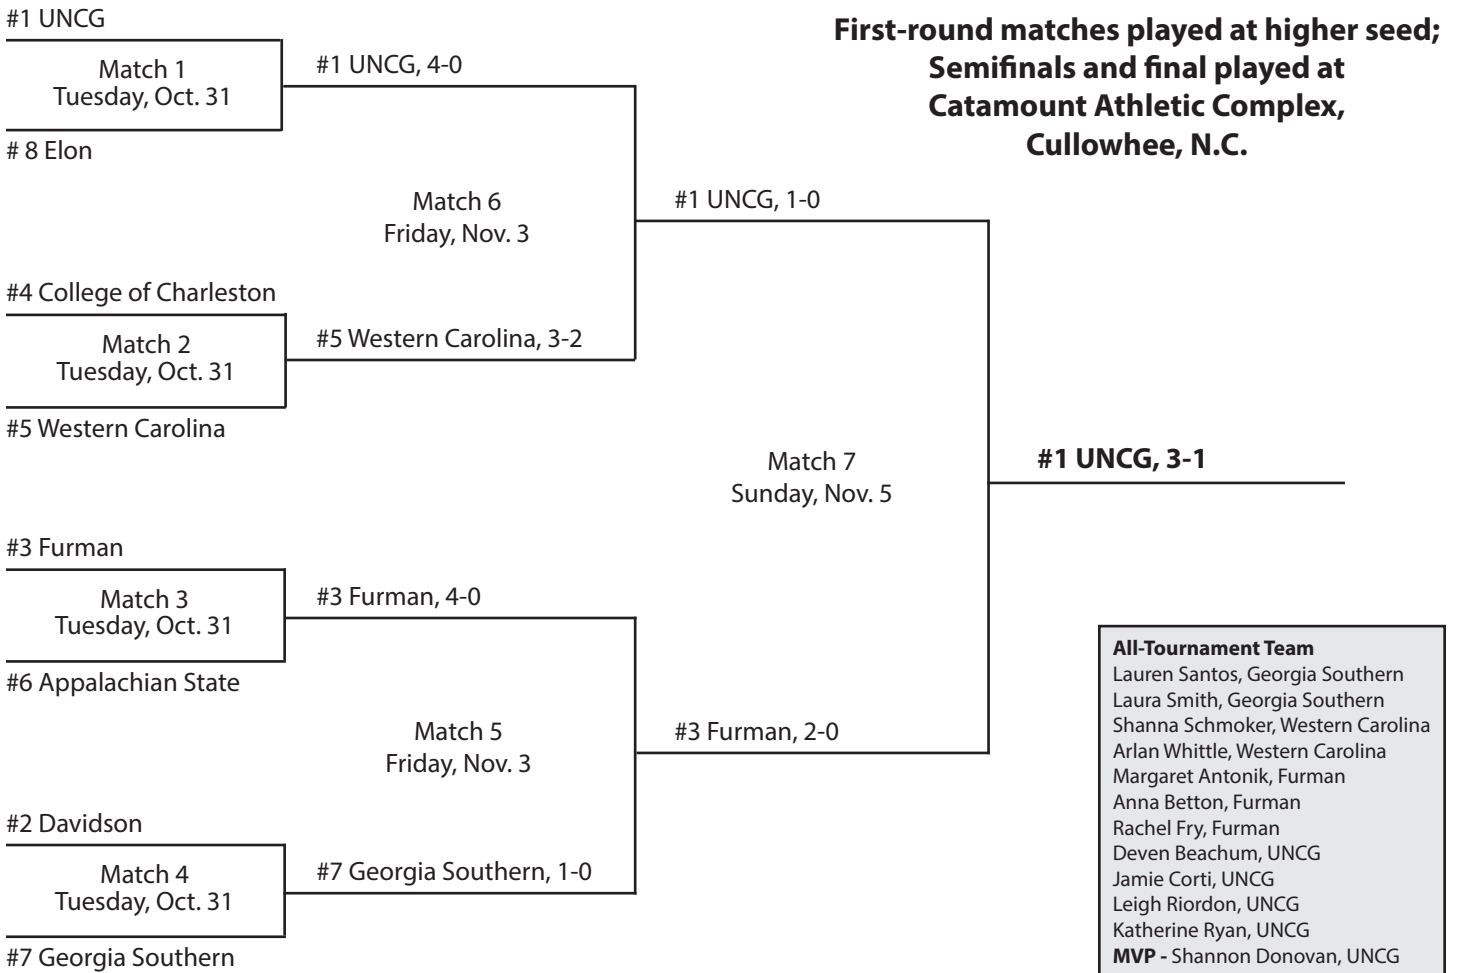 #1 UNCG
Match 1
Tuesday, Oct. 31
# 8 Elon
#1 UNCG, 4-0
First-round matches played at higher seed;
Semifinals and final played at
Catamount Athletic Complex,
Cullowhee, N.C.
Match 6
Friday, Nov. 3
#1 UNCG, 1-0
#4 College of Charleston
Match 2
Tuesday, Oct. 31
#5 Western Carolina
#5 Western Carolina, 3-2
Match 7
Sunday, Nov. 5
#1 UNCG, 3-1
#3 Furman
Match 3
Tuesday, Oct. 31
#6 Appalachian State
#3 Furman, 4-0
Match 5
Friday, Nov. 3
#3 Furman, 2-0
#2 Davidson
Match 4
Tuesday, Oct. 31
#7 Georgia Southern
#7 Georgia Southern, 1-0
All-Tournament Team
Lauren Santos, Georgia Southern
Laura Smith, Georgia Southern
Shanna Schmoker, Western Carolina
Arlan Whittle, Western Carolina
Margaret Antonik, Furman
Anna Betton, Furman
Rachel Fry, Furman
Deven Beachum, UNCG
Jamie Corti, UNCG
Leigh Riordon, UNCG
Katherine Ryan, UNCG
MVP - Shannon Donovan, UNCG